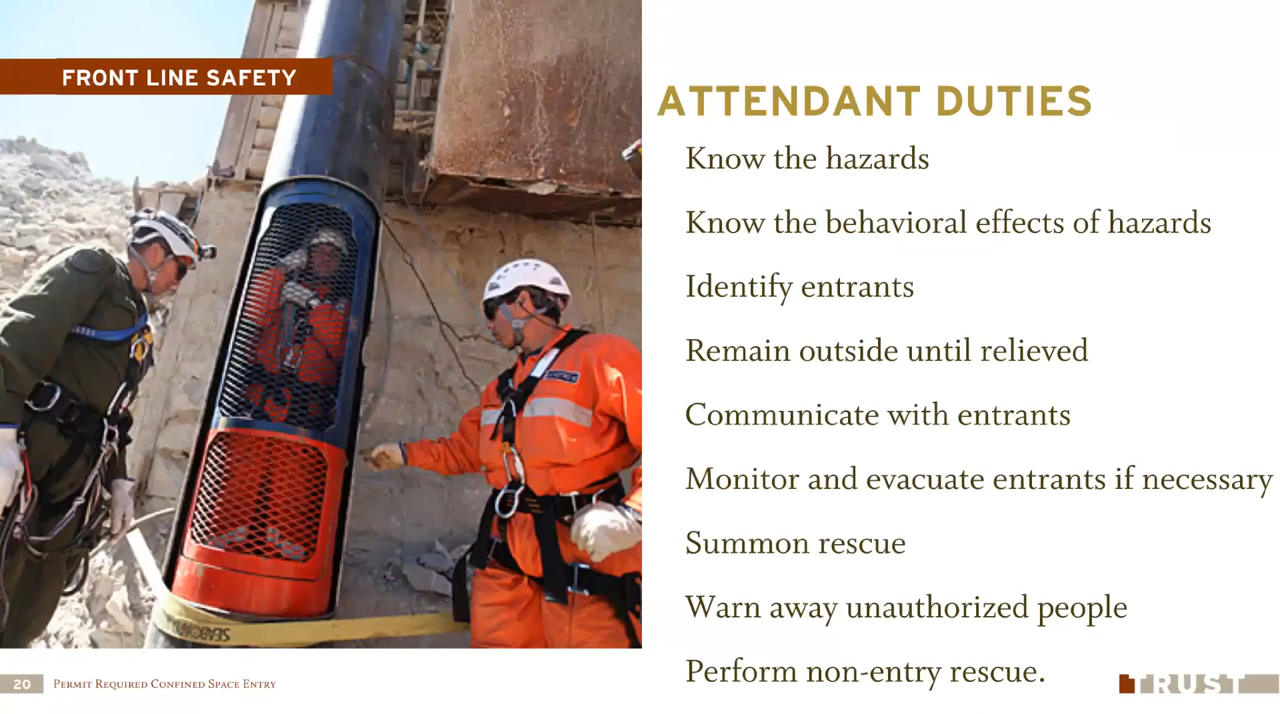 FRONT LINE SAFETY
ATTENDANT DUTIES
Know the hazards
Know the behavioral effects of hazards
Identify entrants
Remain outside until relieved
Communicate with entrants
Monitor and evacuate entrants if necessary
Summon rescue
Warn away unauthorized people
Perform non-entry rescue.
20 Permit Required Confined Space Entry
TRUST